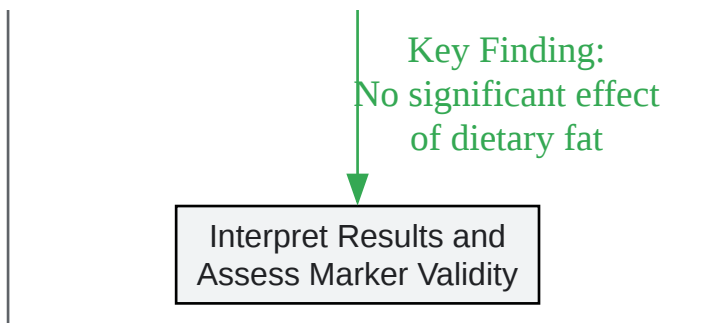 Key Finding:
No significant effect
of dietary fat
Interpret Results and
Assess Marker Validity